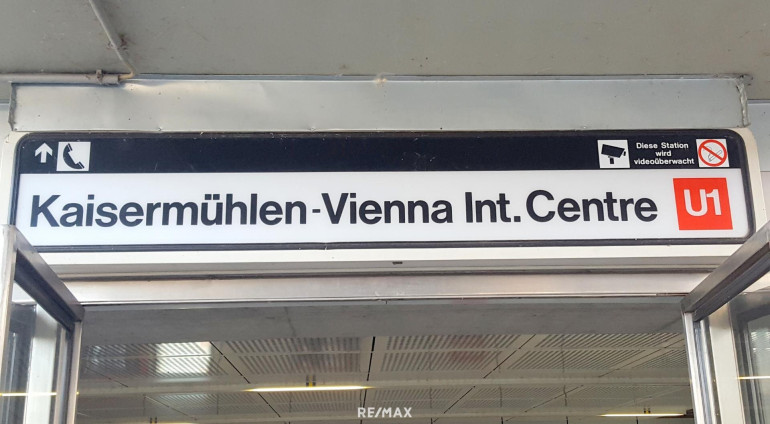 Diese Station
wird
videoüberwacht
Kaisermühlen-Vienna Int. Centre U1
RE/MAX